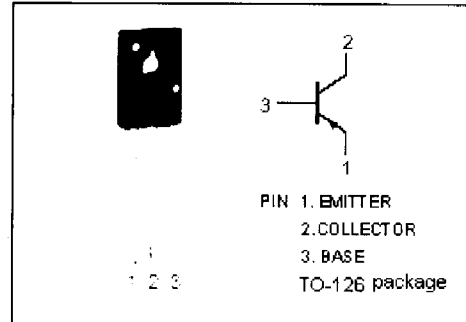 2
3
1
PIN 1. EMITTER
2.COLLECTOR
3. BASE
1 2 3
TO-126 package